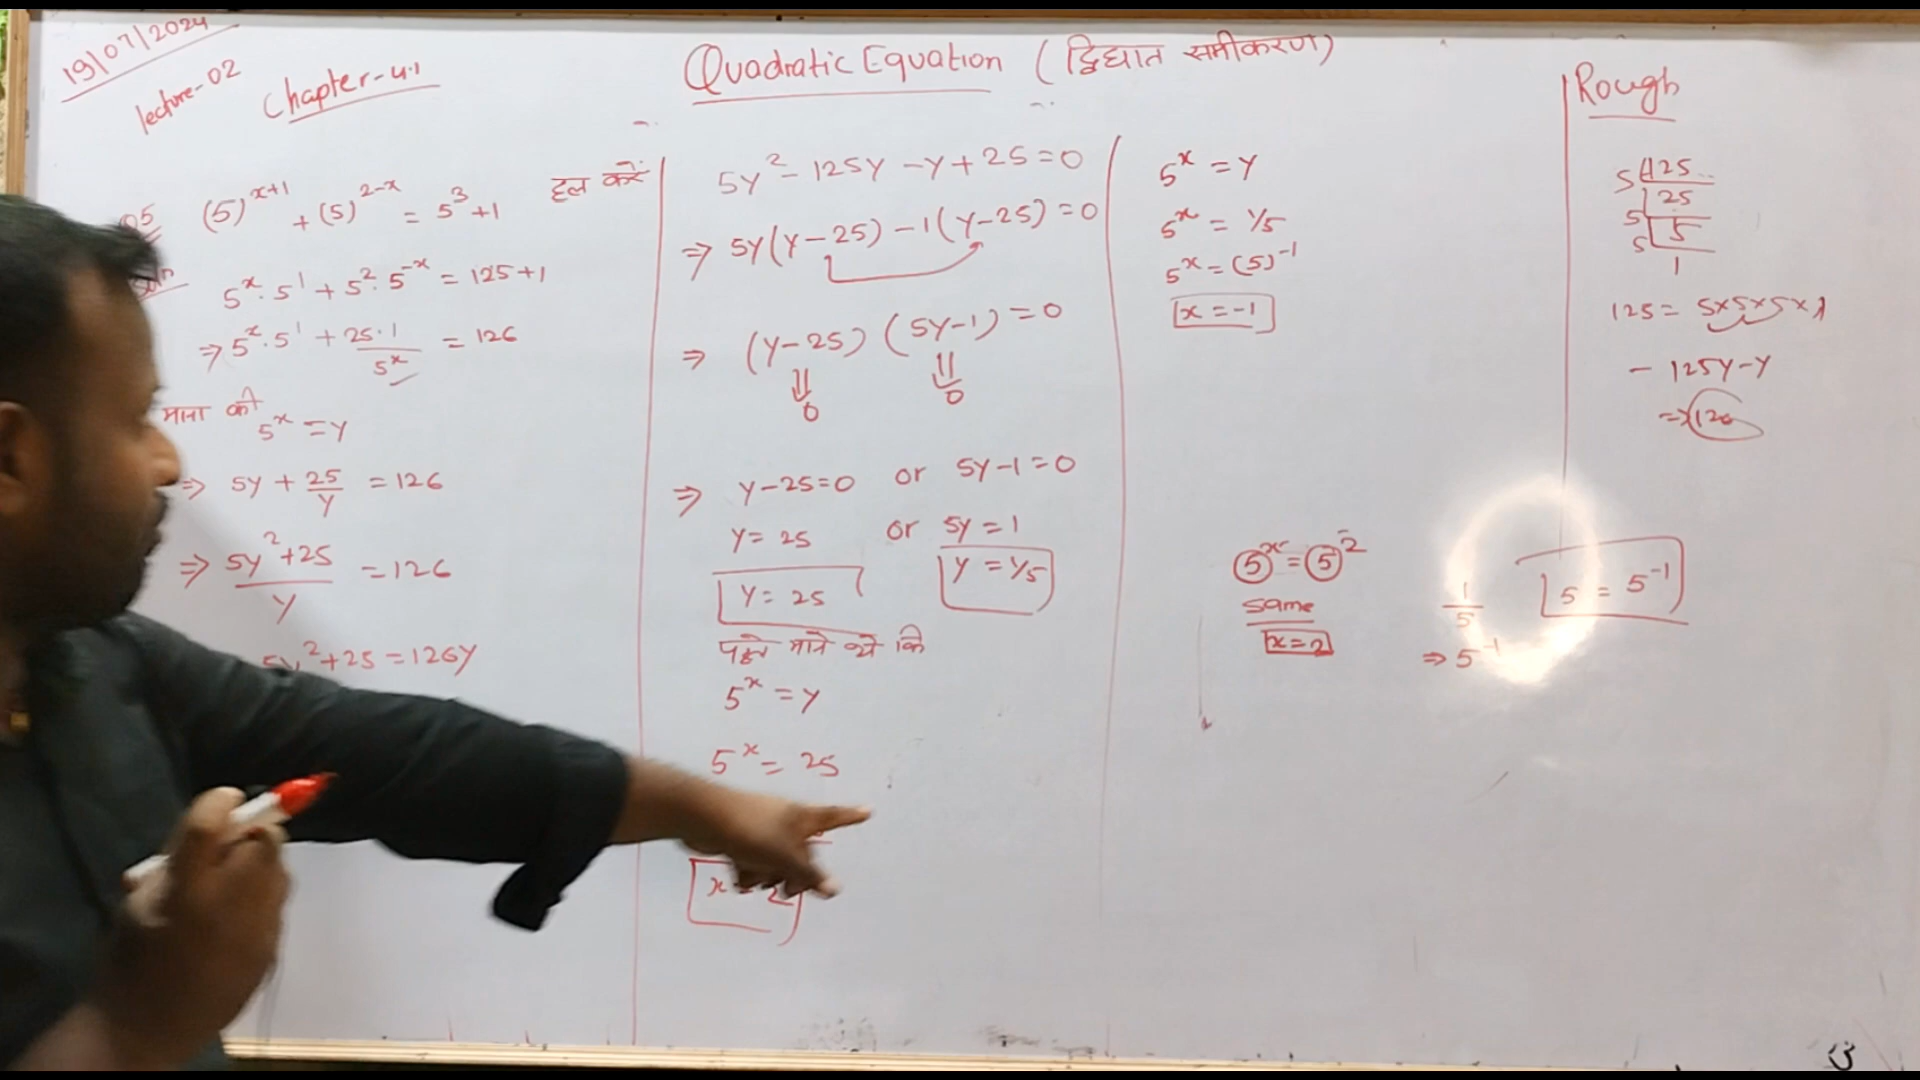 19/07/2024
lecture-02
Chapter-4.1
Quadratic Equation (द्विघात समीकरण)
05 (5)^{x+1} + (5)^{2-x} = 5^3+1 हल करें
Soln 5^x. 5^1 + 5^2. 5^{-x} = 125+1
⇒ 5^x. 5^1 + 25.1/5^x = 126
माना की 5^x = y
⇒ 5y + 25/y = 126
⇒ (5y^2+25)/y = 126
5y^2+25 = 126y
5y^2 - 125y - y + 25 = 0
⇒ 5y(y-25) -1(y-25) = 0
⇒ (y-25) (5y-1) = 0
0 0
⇒ y-25=0 or 5y-1=0
y = 25 or 5y = 1
y = 25 y = 1/5
माने थे कि
5^x = y
5^x = 25
x = 2
5^x = y
5^x = 1/5
5^x = (5)^{-1}
x = -1
5^x = 5^2
same
x = 2
1/5
⇒ 5^{-1}
5 = 5^{-1}
Rough
5 125
5 25
5 5
1
125 = 5×5×5×1
- 125y - y
⇒ 126